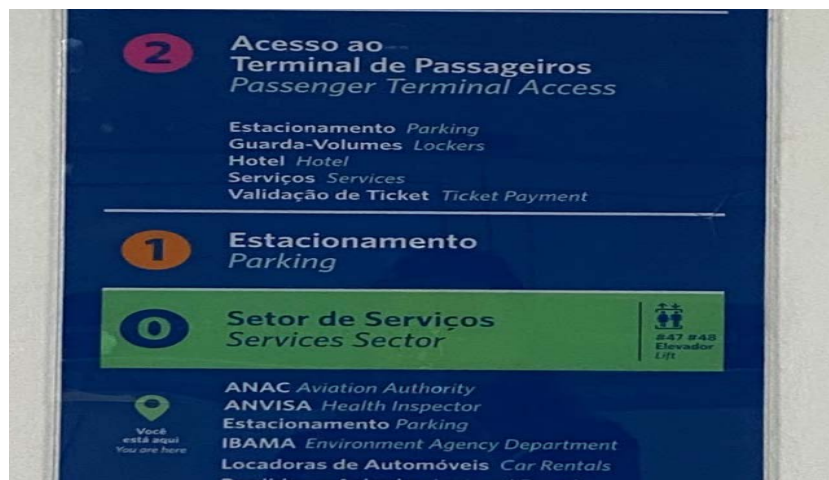 2
Acesso ao
Terminal de Passageiros
Passenger Terminal Access
Estacionamento Parking
Guarda-Volumes Lockers
Hotel Hotel
Serviços Services
Validação de Ticket Ticket Payment
1
Estacionamento
Parking
0
Setor de Serviços
Services Sector
#47 #48
Elevador
Lift
Você
está aqui
You are here
ANAC Aviation Authority
ANVISA Health Inspector
Estacionamento Parking
IBAMA Environment Agency Department
Locadoras de Automóveis Car Rentals